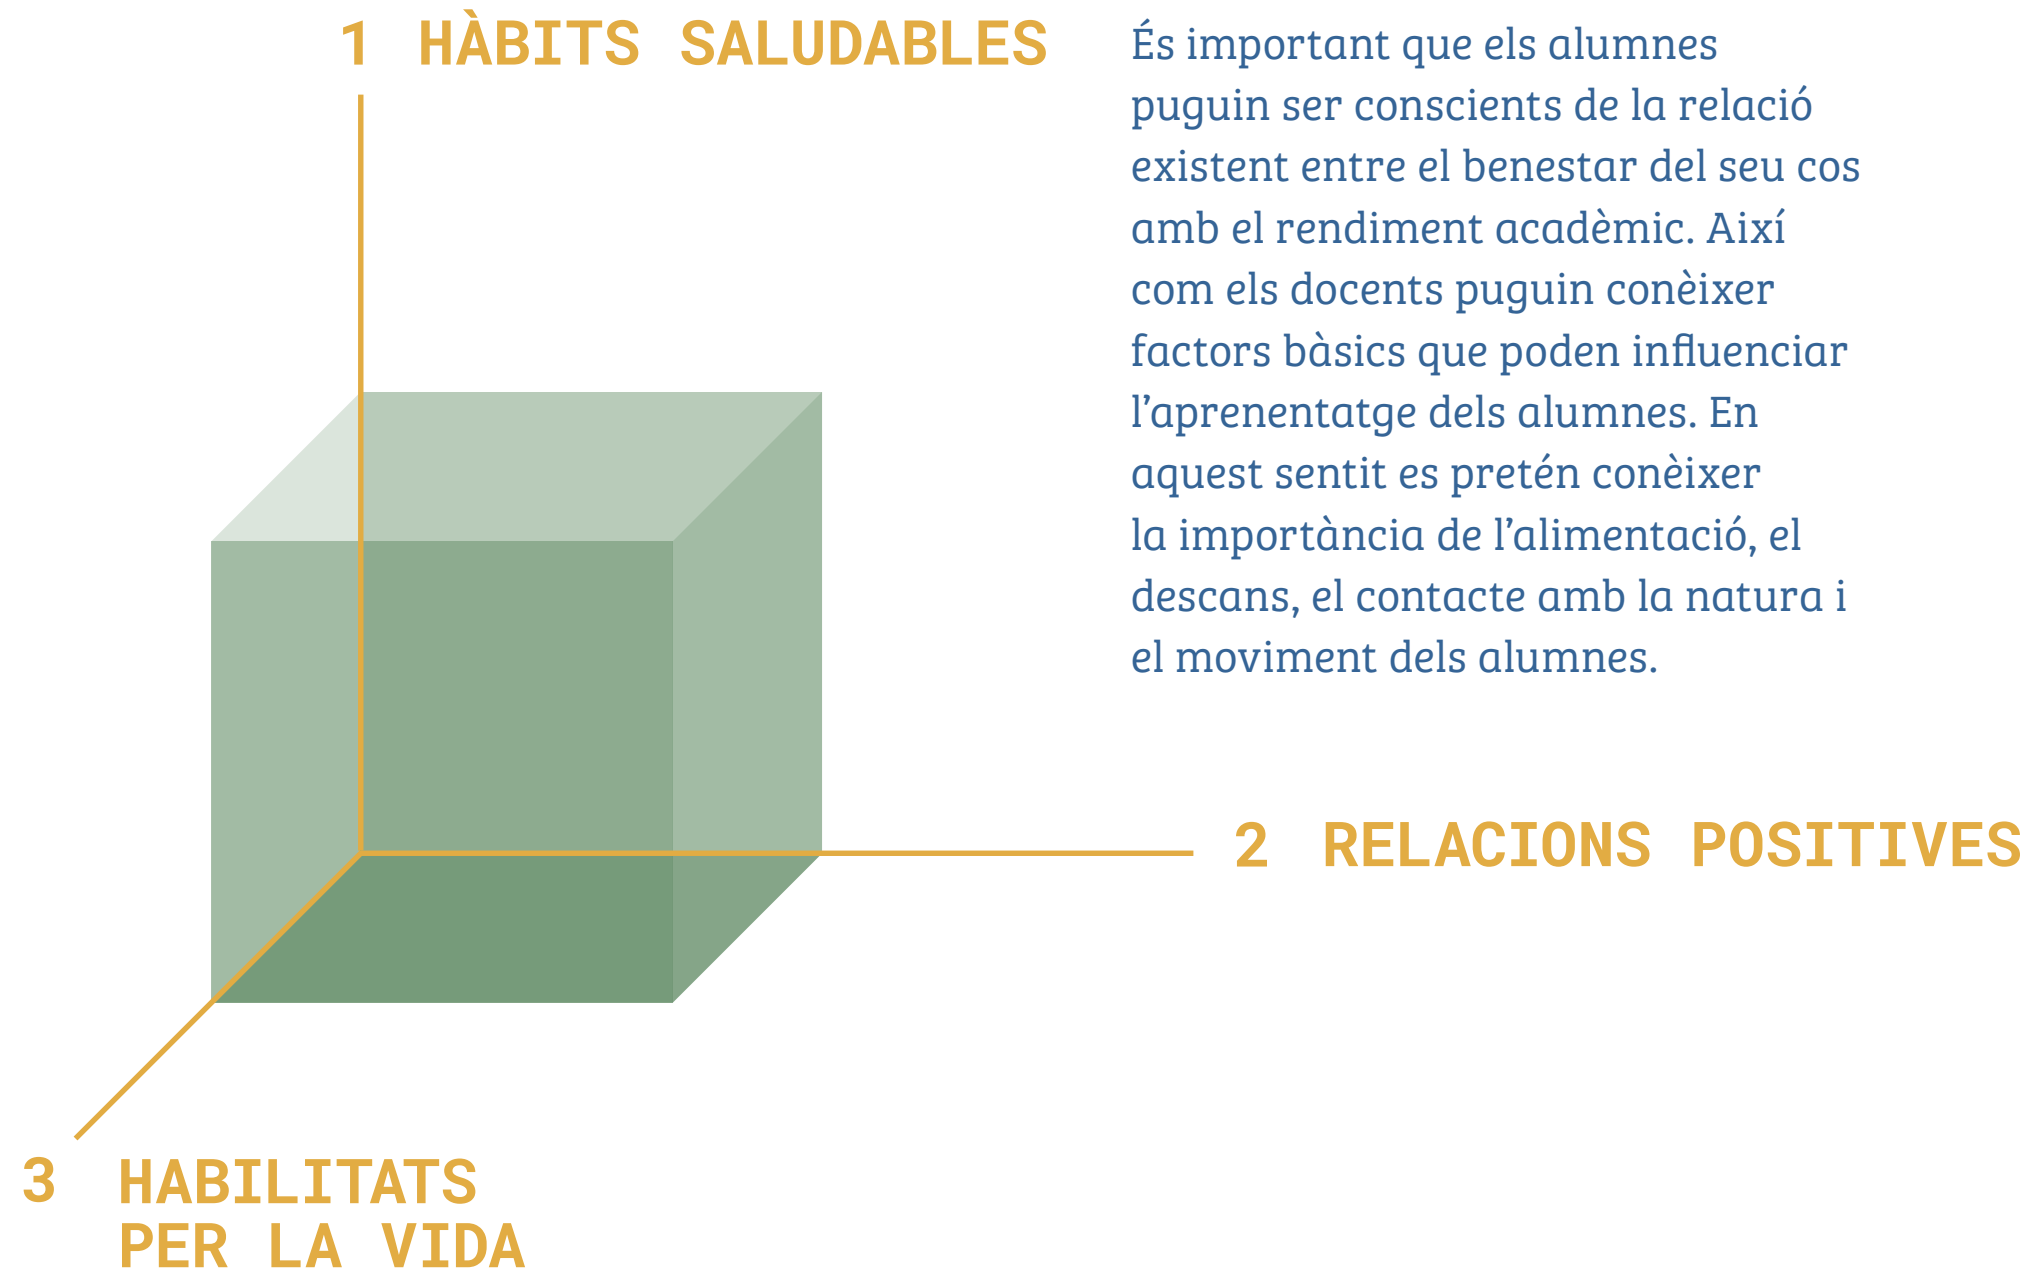 1 HÀBITS SALUDABLES
És important que els alumnes
puguin ser conscients de la relació
existent entre el benestar del seu cos
amb el rendiment acadèmic. Així
com els docents puguin conèixer
factors bàsics que poden influenciar
l’aprenentatge dels alumnes. En
aquest sentit es pretén conèixer
la importància de l’alimentació, el
descans, el contacte amb la natura i
el moviment dels alumnes.
2 RELACIONS POSITIVES
3 HABILITATS
PER LA VIDA